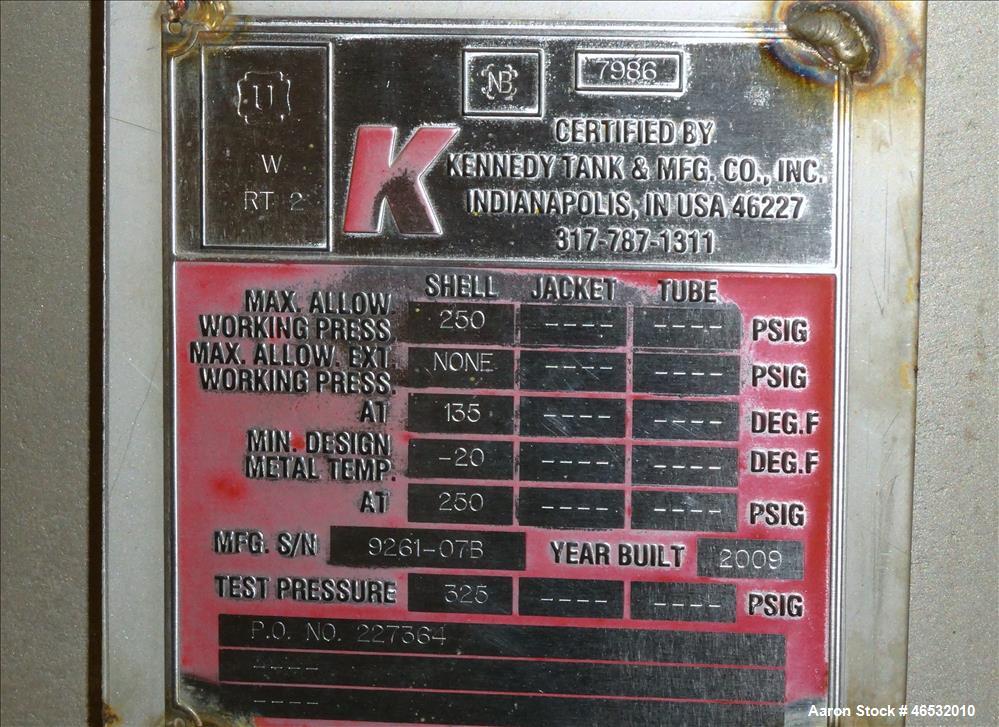 U
W
RT 2
NB
7986
K
CERTIFIED BY
KENNEDY TANK & MFG. CO., INC.
INDIANAPOLIS, IN USA 46227
317-787-1311
SHELL JACKET TUBE
MAX. ALLOW.
WORKING PRESS. 250 ---- ---- PSIG
MAX. ALLOW. EXT.
WORKING PRESS. NONE ---- ---- PSIG
AT 135 ---- ---- DEG.F
MIN. DESIGN
METAL TEMP. -20 ---- ---- DEG.F
AT 250 ---- ---- PSIG
MFG. S/N 9261-07B YEAR BUILT 2009
TEST PRESSURE 325 ---- ---- PSIG
P.O. NO. 227364
----
----
Aaron Stock # 46532010